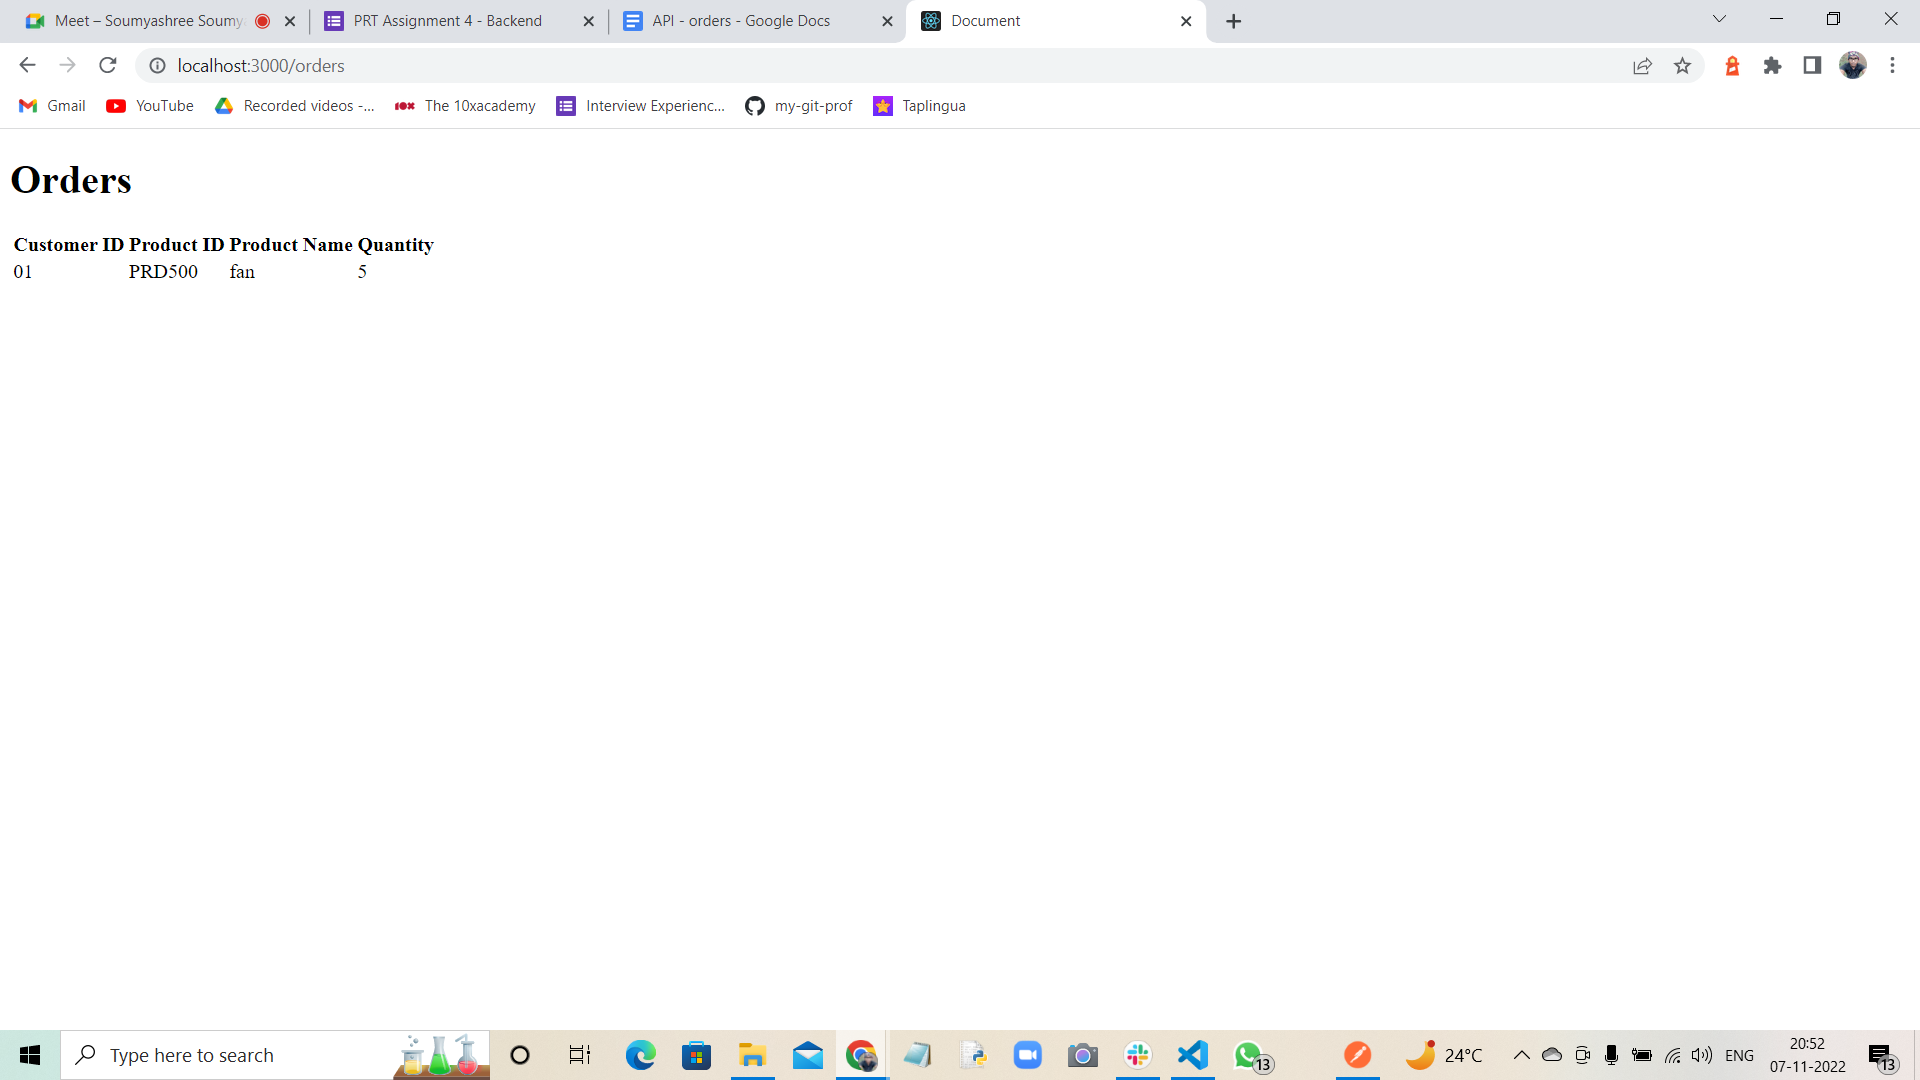 Meet – Soumyashree Soumy
PRT Assignment 4 - Backend
API - orders - Google Docs
Document
localhost:3000/orders
Gmail
YouTube
Recorded videos -...
The 10xacademy
Interview Experienc...
my-git-prof
Taplingua
Orders
Customer ID Product ID Product Name Quantity
01 PRD500 fan 5
Type here to search
13
24°C
ENG
20:52
07-11-2022
13